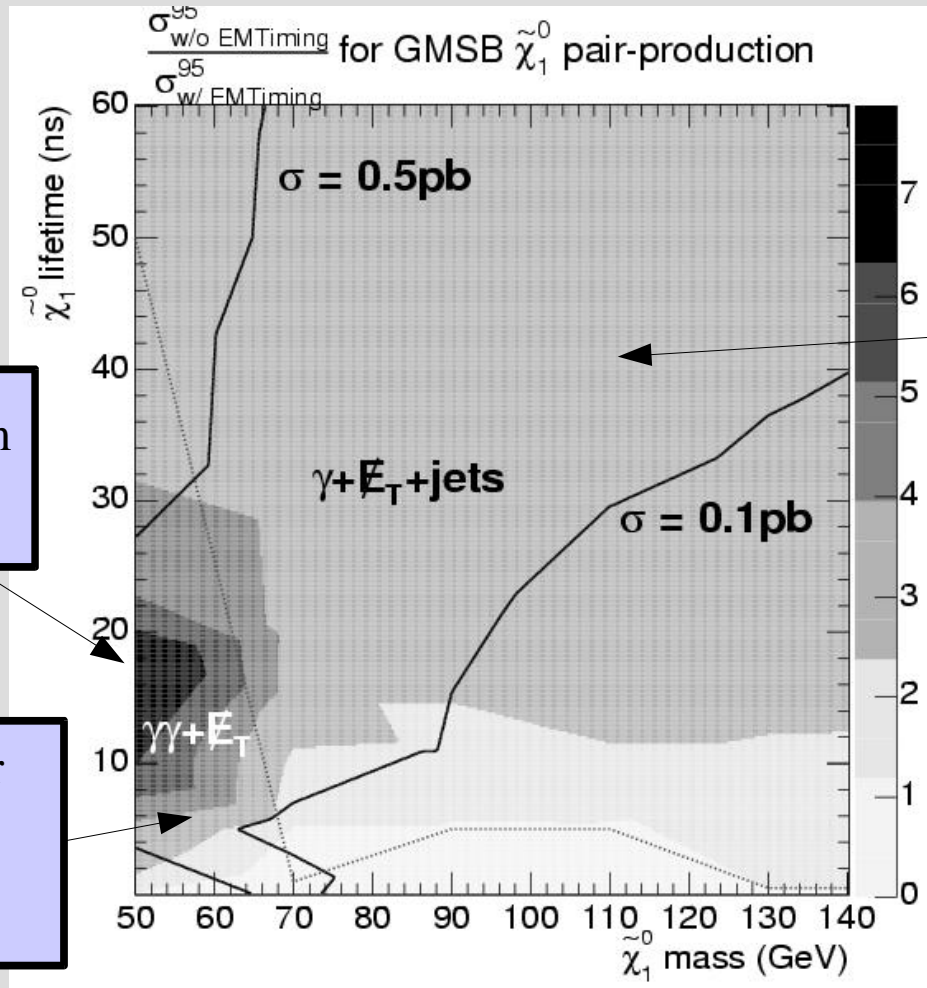 σ95 w/o EMTiming
σ95 w/ EMTiming
for GMSB χ̃01 pair-production
χ̃01 lifetime (ns)
60
50
40
30
20
10
σ = 0.5pb
γ+E̸T+jets
σ = 0.1pb
γγ+E̸T
n
r
7
6
5
4
3
2
1
0
50 60 70 80 90 100 110 120 130 140
χ̃01 mass (GeV)